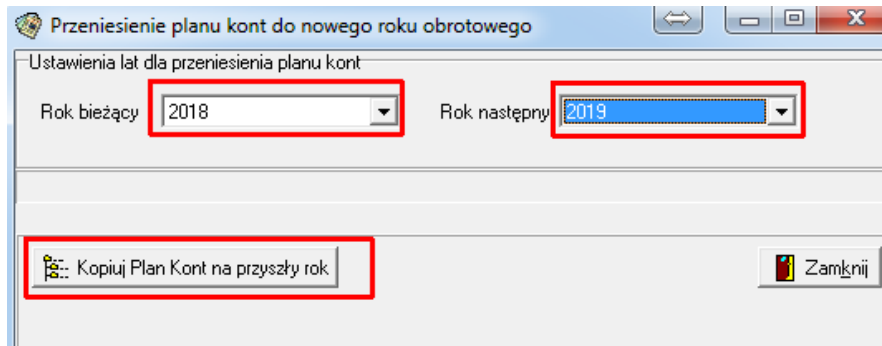 Przeniesienie planu kont do nowego roku obrotowego
Ustawienia lat dla przeniesienia planu kont
Rok bieżący 2018 Rok następny 2019
Kopiuj Plan Kont na przyszły rok Zamknij